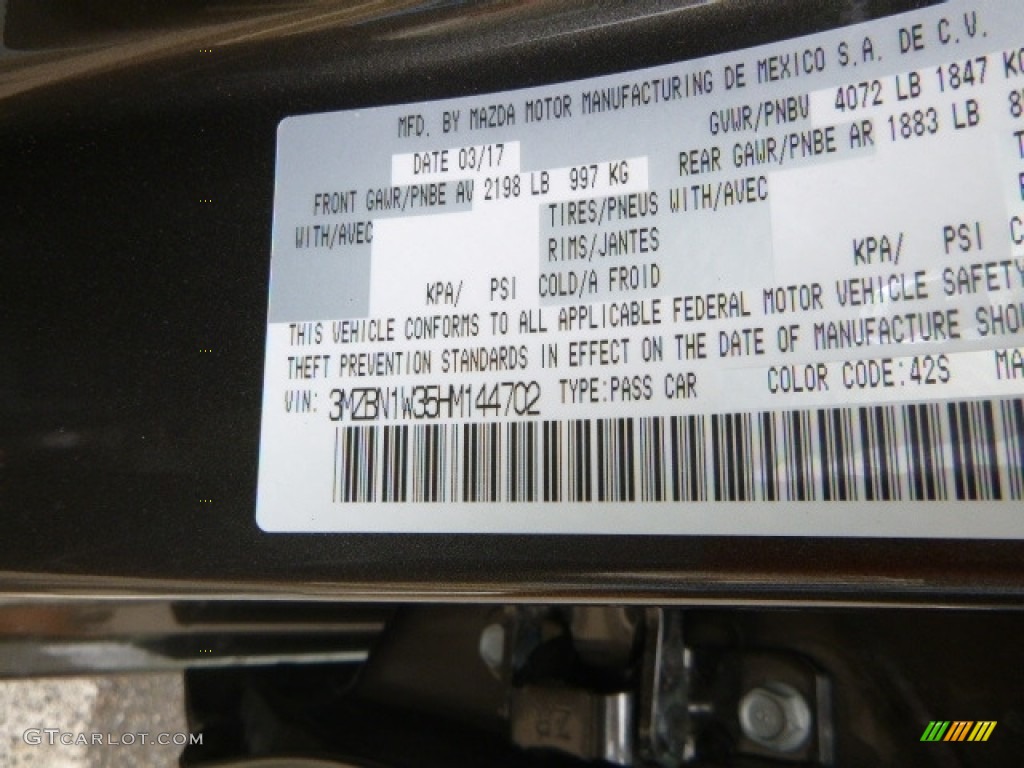 MFD. BY MAZDA MOTOR MANUFACTURING DE MEXICO S.A. DE C.V.
DATE 03/17 GVWR/PNBV 4072 LB 1847 KG
FRONT GAWR/PNBE AV 2198 LB 997 KG REAR GAWR/PNBE AR 1883 LB
WITH/AVEC TIRES/PNEUS WITH/AVEC
RIMS/JANTES
KPA/ PSI COLD/A FROID KPA/ PSI
THIS VEHICLE CONFORMS TO ALL APPLICABLE FEDERAL MOTOR VEHICLE SAFETY
THEFT PREVENTION STANDARDS IN EFFECT ON THE DATE OF MANUFACTURE SHO
VIN: 3MZBN1W35HM144702 TYPE:PASS CAR COLOR CODE:42S MA
GTCARLOT.COM